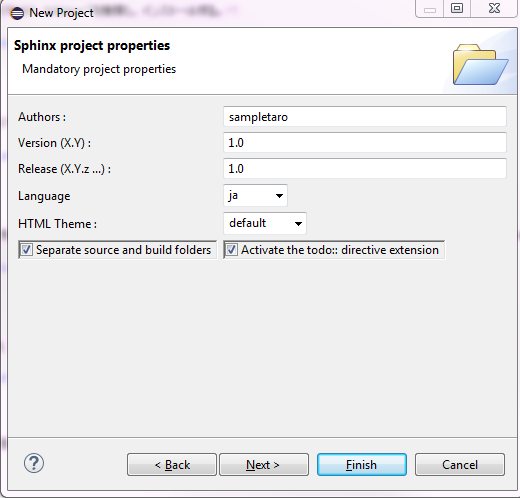 New Project
Sphinx project properties
Mandatory project properties
Authors : sampletaro
Version (X.Y) : 1.0
Release (X.Y.z ...) : 1.0
Language ja
HTML Theme : default
Separate source and build folders Activate the todo:: directive extension
? < Back Next > Finish Cancel